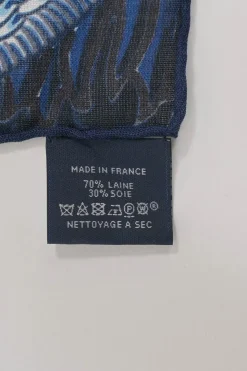 MADE IN FRANCE
70% LAINE
30% SOIE
NETTOYAGE A SEC